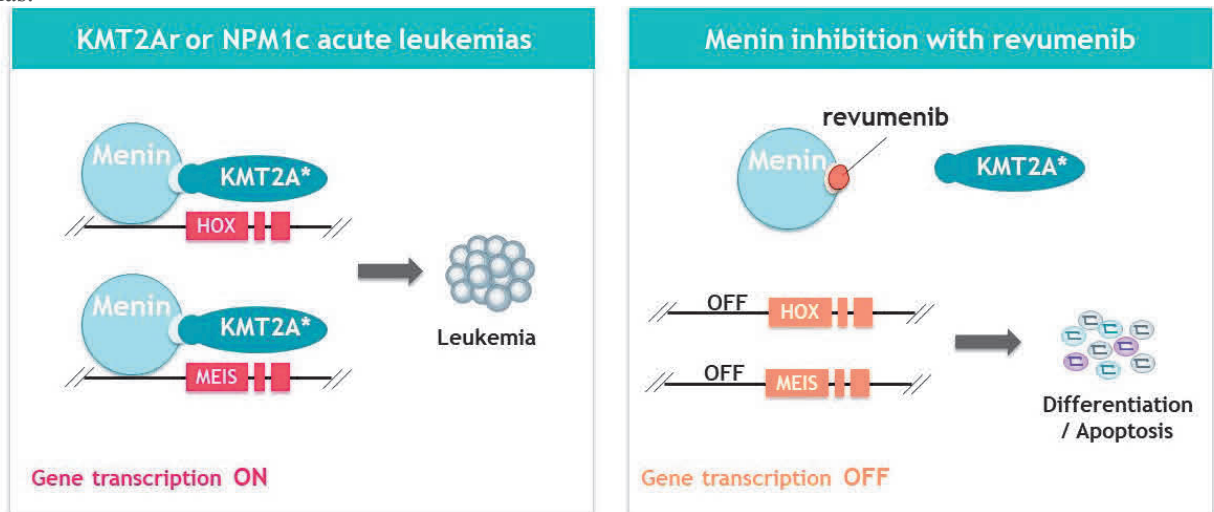 KMT2Ar or NPM1c acute leukemias
Menin
KMT2A*
HOX
Menin
KMT2A*
MEIS
Leukemia
Gene transcription ON
Menin inhibition with revumenib
revumenib
Menin
KMT2A*
OFF
HOX
OFF
MEIS
Differentiation
/ Apoptosis
Gene transcription OFF